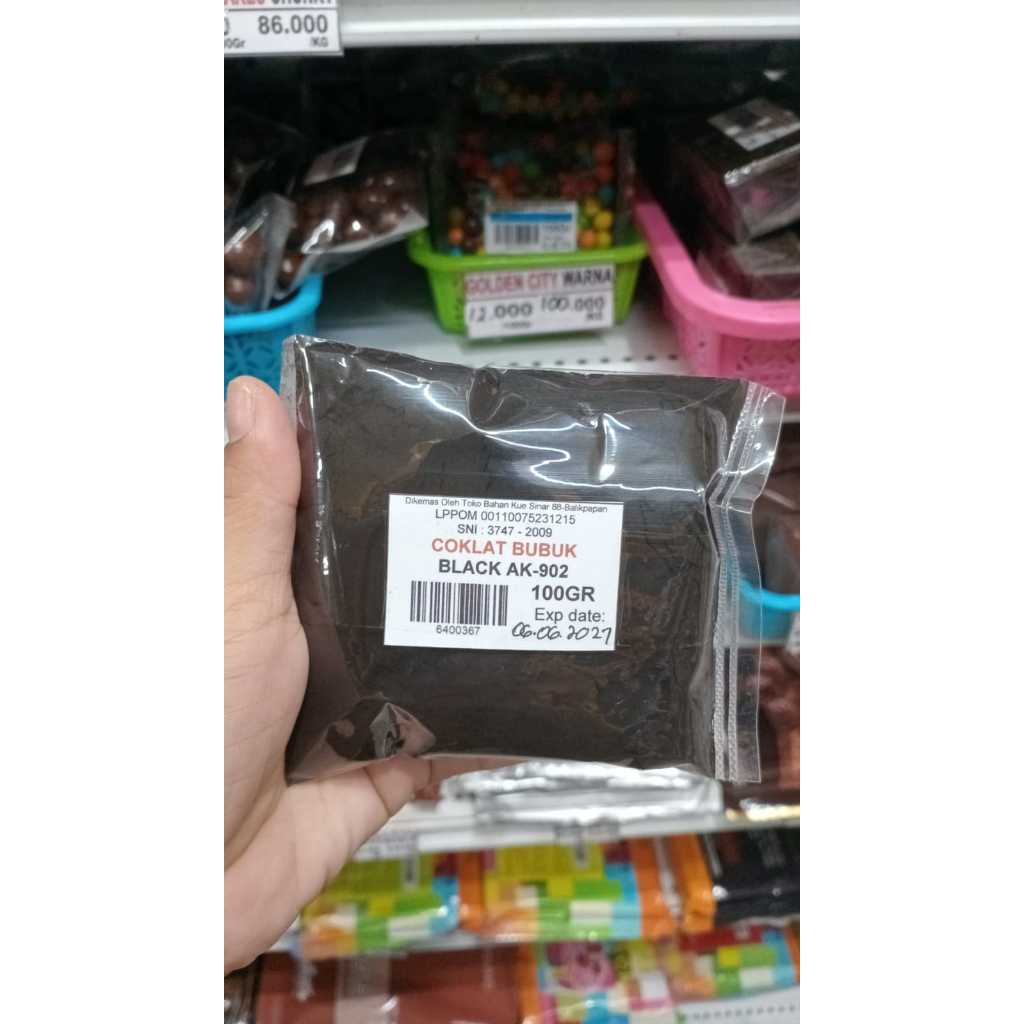 86.000
/KG
GOLDEN CITY WARNA
12.000 100.000
/KG
Dikemas Oleh Toko Bahan Kue Sinar 88-Balikpapan
LPPOM 00110075231215
SNI : 3747 - 2009
COKLAT BUBUK
BLACK AK-902
100GR
Exp date:
6400367
06.06.2027